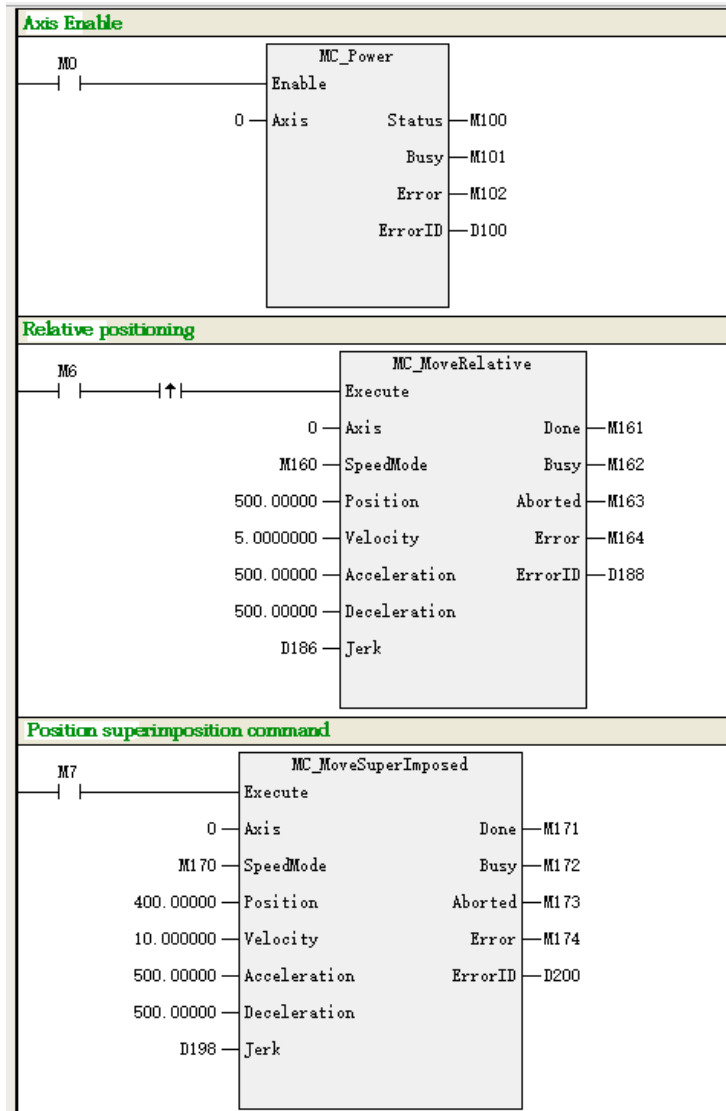 Axis Enable
M0
MC_Power
Enable
0 Axis Status M100
Busy M101
Error M102
ErrorID D100
Relative positioning
M6
MC_MoveRelative
Execute
0 Axis Done M161
M160 SpeedMode Busy M162
500.00000 Position Aborted M163
5.0000000 Velocity Error M164
500.00000 Acceleration ErrorID D188
500.00000 Deceleration
D186 Jerk
Position superimposition command
M7
MC_MoveSuperImposed
Execute
0 Axis Done M171
M170 SpeedMode Busy M172
400.00000 Position Aborted M173
10.000000 Velocity Error M174
500.00000 Acceleration ErrorID D200
500.00000 Deceleration
D198 Jerk